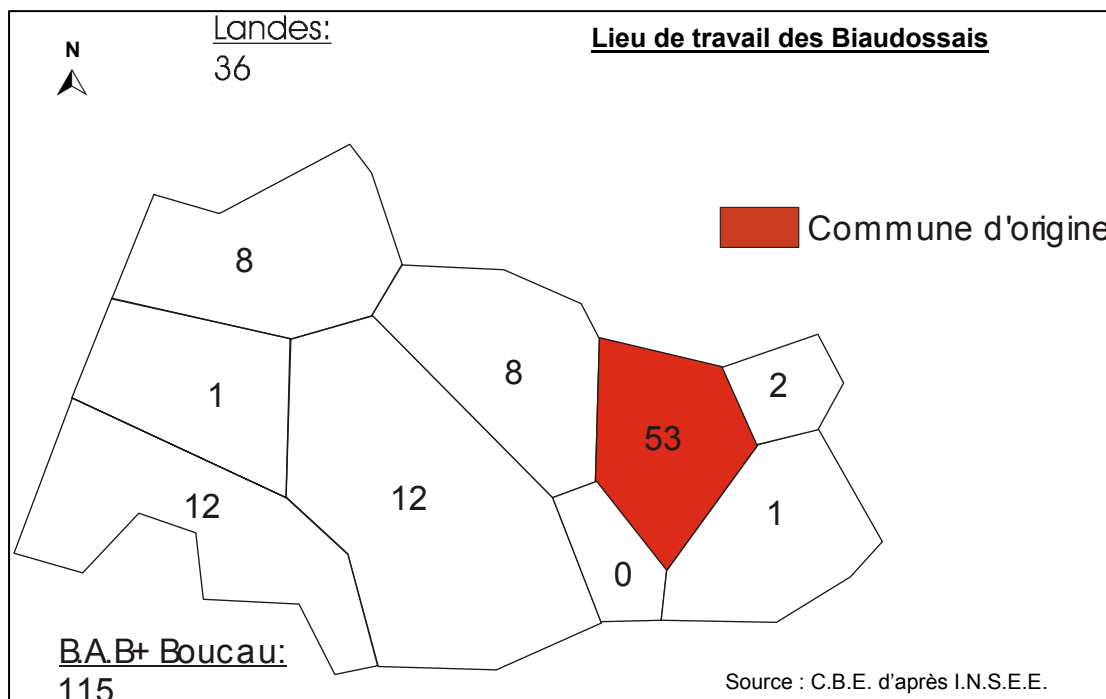 Landes:
36
Lieu de travail des Biaudossais
N
Commune d'origine
8
1
8
2
53
12
12
1
0
B.A.B+ Boucau:
115
Source : C.B.E. d'après I.N.S.E.E.